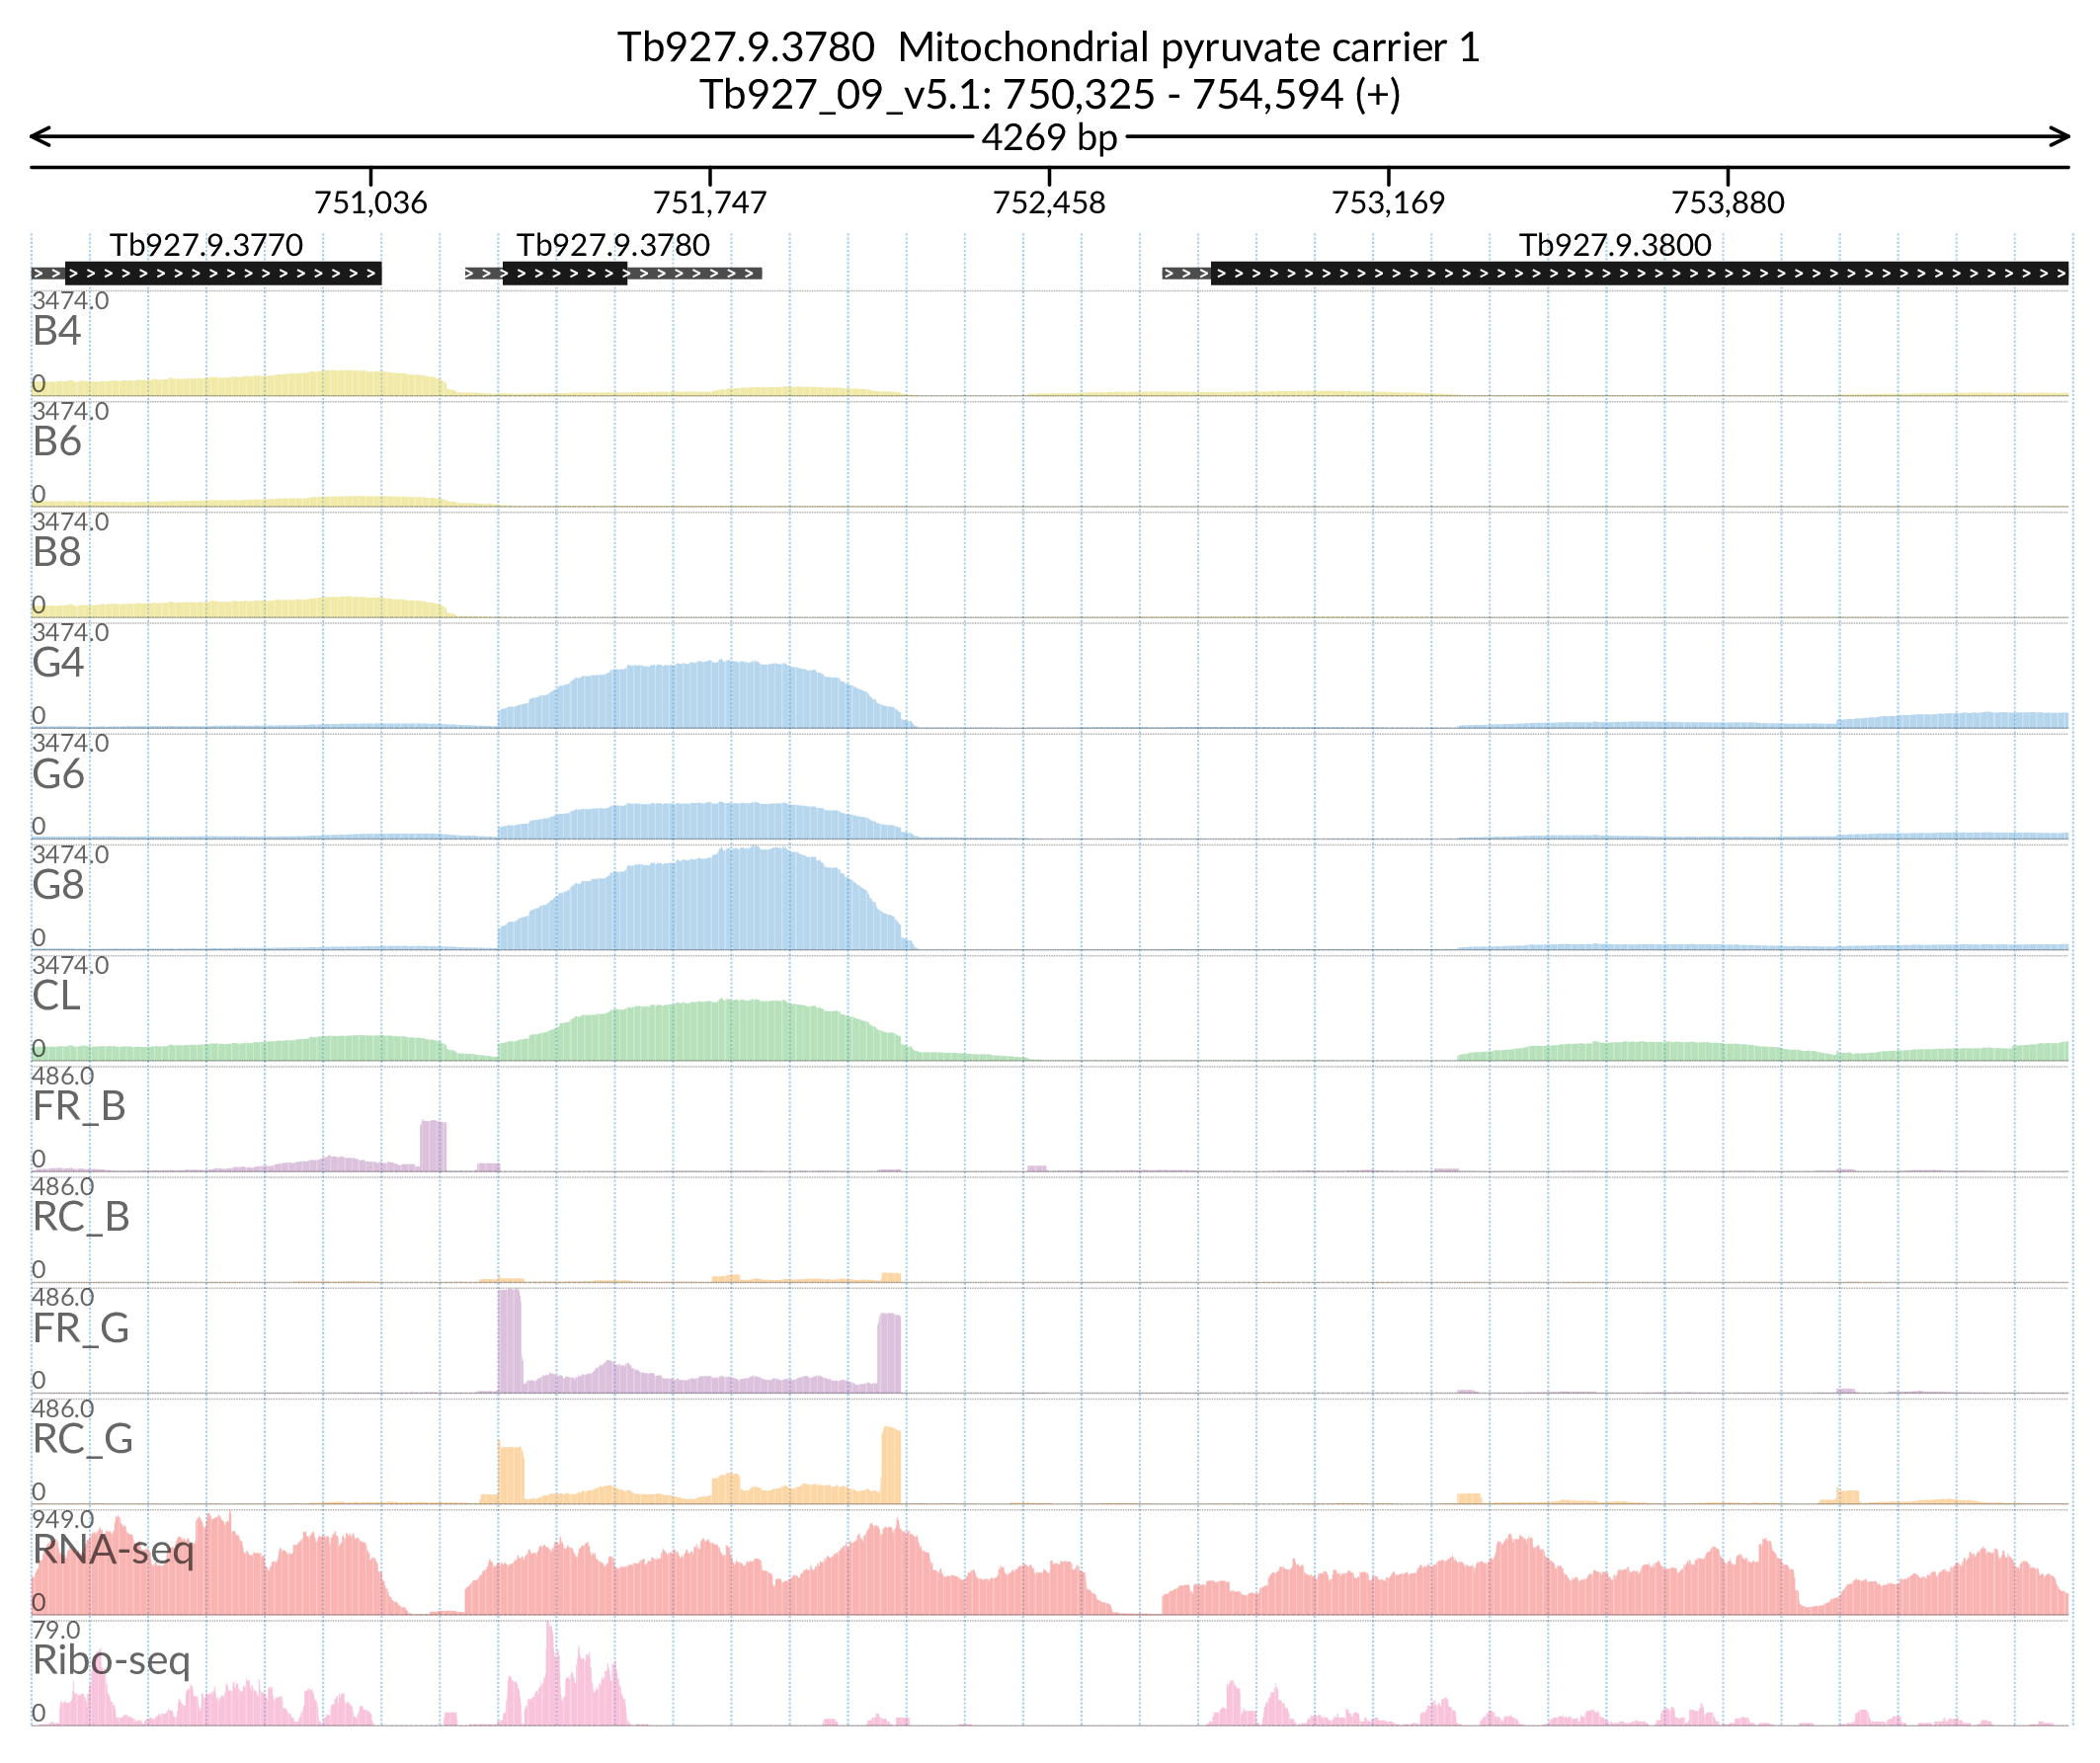 Tb927.9.3780 Mitochondrial pyruvate carrier 1
Tb927_09_v5.1: 750,325 - 754,594 (+)
4269 bp
751,036 751,747 752,458 753,169 753,880
Tb927.9.3770 Tb927.9.3780 Tb927.9.3800
3474.0
B4
0
3474.0
B6
0
3474.0
B8
0
3474.0
G4
0
3474.0
G6
0
3474.0
G8
0
3474.0
CL
0
486.0
FR_B
0
486.0
RC_B
0
486.0
FR_G
0
486.0
RC_G
0
949.0
RNA-seq
0
79.0
Ribo-seq
0